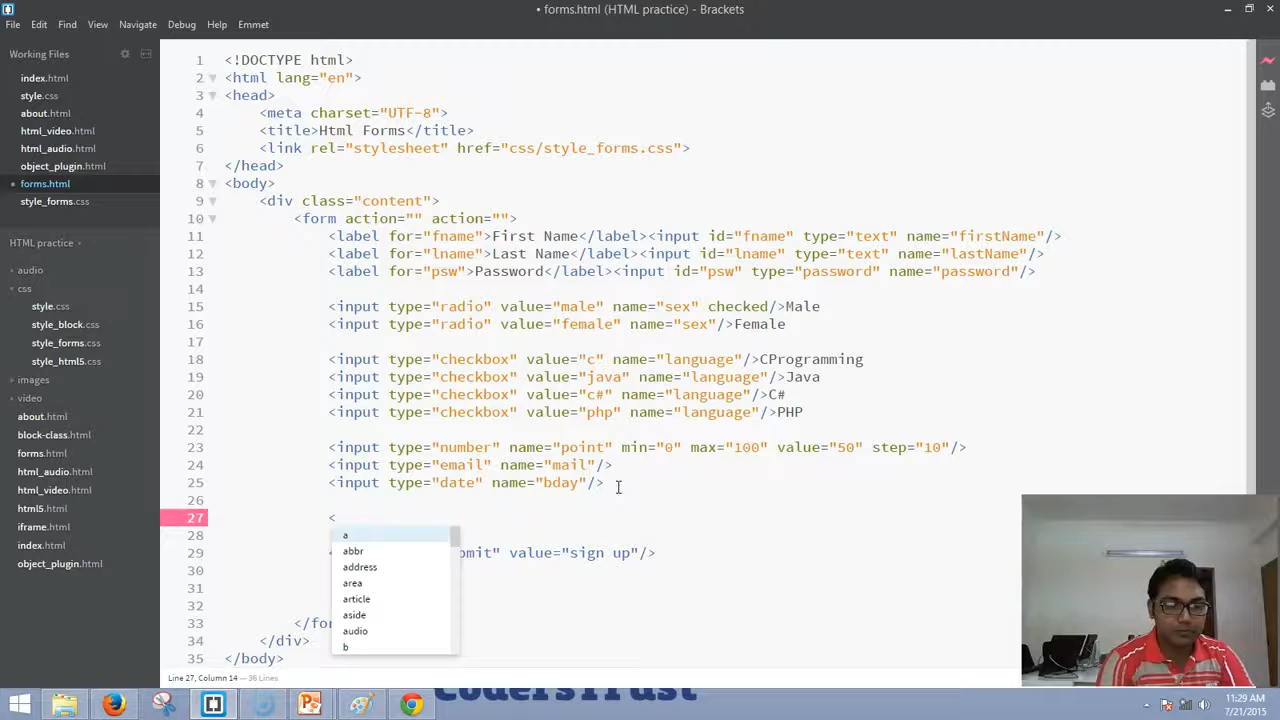 • forms.html (HTML practice) - Brackets
File Edit Find View Navigate Debug Help Emmet
Working Files
index.html
style.css
about.html
html_video.html
html_audio.html
object_plugin.html
• forms.html
style_forms.css
HTML practice
audio
css
style.css
style_block.css
style_forms.css
style_html5.css
images
video
about.html
block-class.html
forms.html
html_audio.html
html_video.html
html5.html
iframe.html
index.html
object_plugin.html
1 <!DOCTYPE html>
2 <html lang="en">
3 <head>
4 <meta charset="UTF-8">
5 <title>Html Forms</title>
6 <link rel="stylesheet" href="css/style_forms.css">
7 </head>
8 <body>
9 <div class="content">
10 <form action="" action="">
11 <label for="fname">First Name</label><input id="fname" type="text" name="firstName"/>
12 <label for="lname">Last Name</label><input id="lname" type="text" name="lastName"/>
13 <label for="psw">Password</label><input id="psw" type="password" name="password"/>
14
15 <input type="radio" value="male" name="sex" checked/>Male
16 <input type="radio" value="female" name="sex"/>Female
17
18 <input type="checkbox" value="c" name="language"/>CProgramming
19 <input type="checkbox" value="java" name="language"/>Java
20 <input type="checkbox" value="c#" name="language"/>C#
21 <input type="checkbox" value="php" name="language"/>PHP
22
23 <input type="number" name="point" min="0" max="100" value="50" step="10"/>
24 <input type="email" name="mail"/>
25 <input type="date" name="bday"/>
26
27 <
28
29 omit" value="sign up"/>
30
31
32
33 </for
34 </div>
35 </body>
a
abbr
address
area
article
aside
audio
b
Line 27, Column 14 — 36 Lines
CodersTrust
11:29 AM
7/21/2015